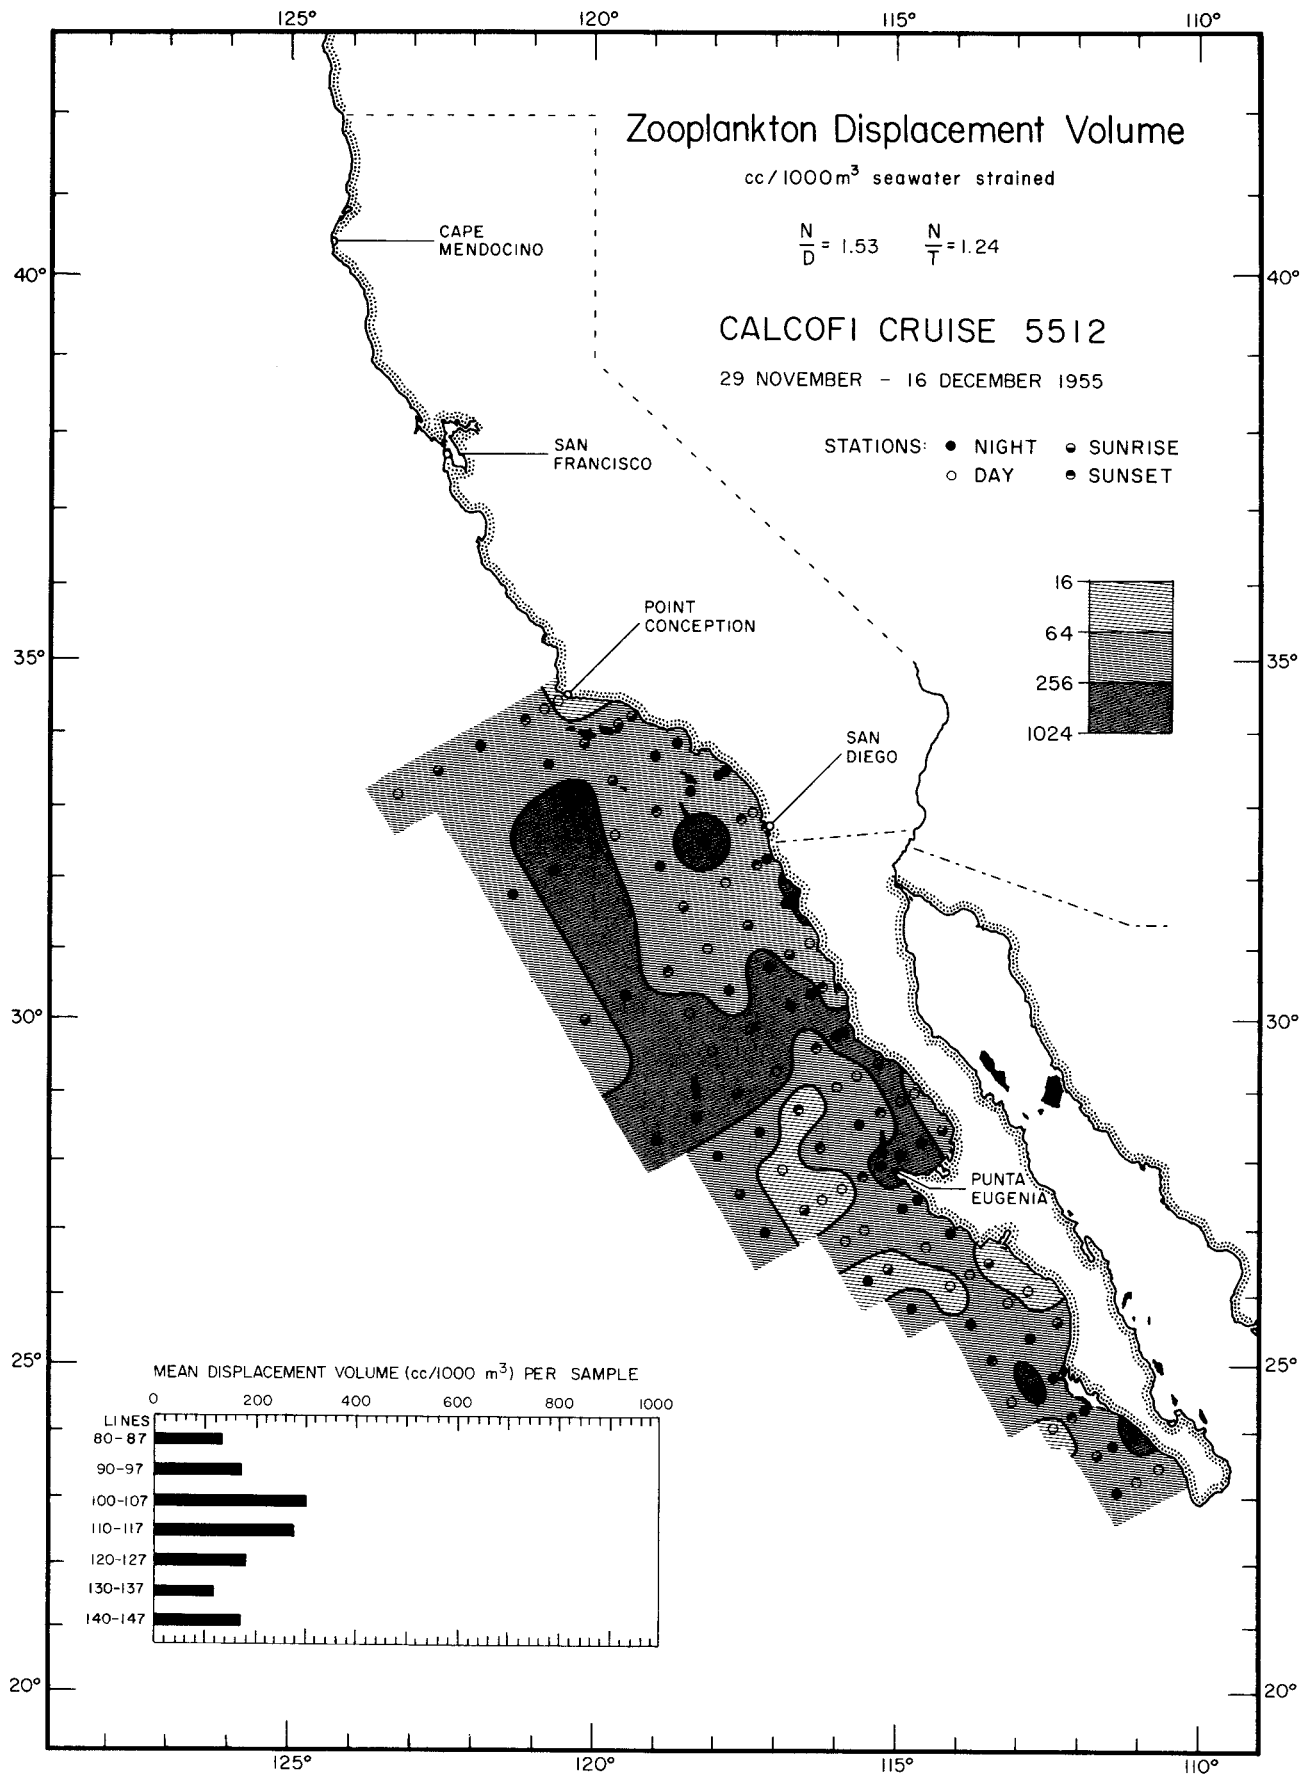 125° 120° 115° 110°
Zooplankton Displacement Volume
cc/1000m³ seawater strained
N/D = 1.53 N/T = 1.24
CAPE
MENDOCINO
40° 40°
CALCOFI CRUISE 5512
29 NOVEMBER – 16 DECEMBER 1955
STATIONS: NIGHT SUNRISE
DAY SUNSET
SAN
FRANCISCO
16
64
256
1024
POINT
CONCEPTION
35° 35°
SAN
DIEGO
30° 30°
PUNTA
EUGENIA
25° 25°
MEAN DISPLACEMENT VOLUME (cc/1000 m³) PER SAMPLE
0 200 400 600 800 1000
LINES
80-87
90-97
100-107
110-117
120-127
130-137
140-147
20° 20°
125° 120° 115° 110°